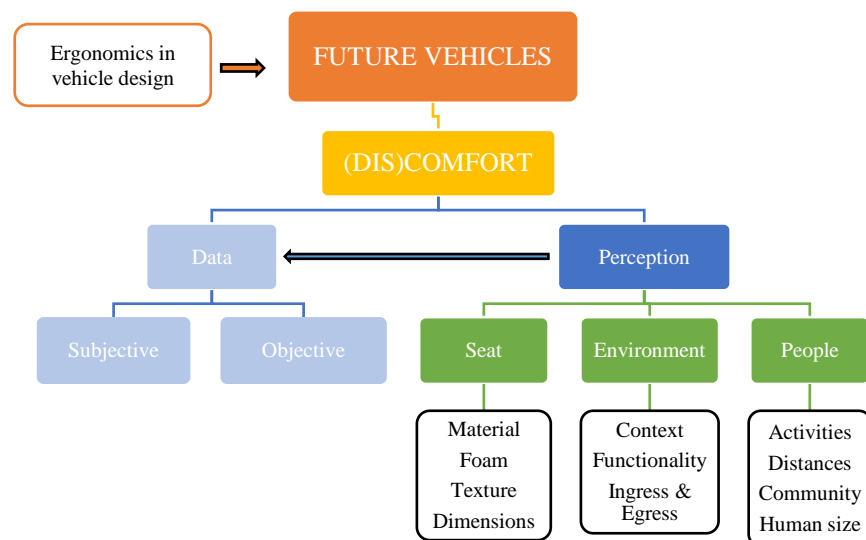 Ergonomics in
vehicle design
FUTURE VEHICLES
(DIS)COMFORT
Data
Perception
Subjective
Objective
Seat
Environment
People
Material
Foam
Texture
Dimensions
Context
Functionality
Ingress &
Egress
Activities
Distances
Community
Human size